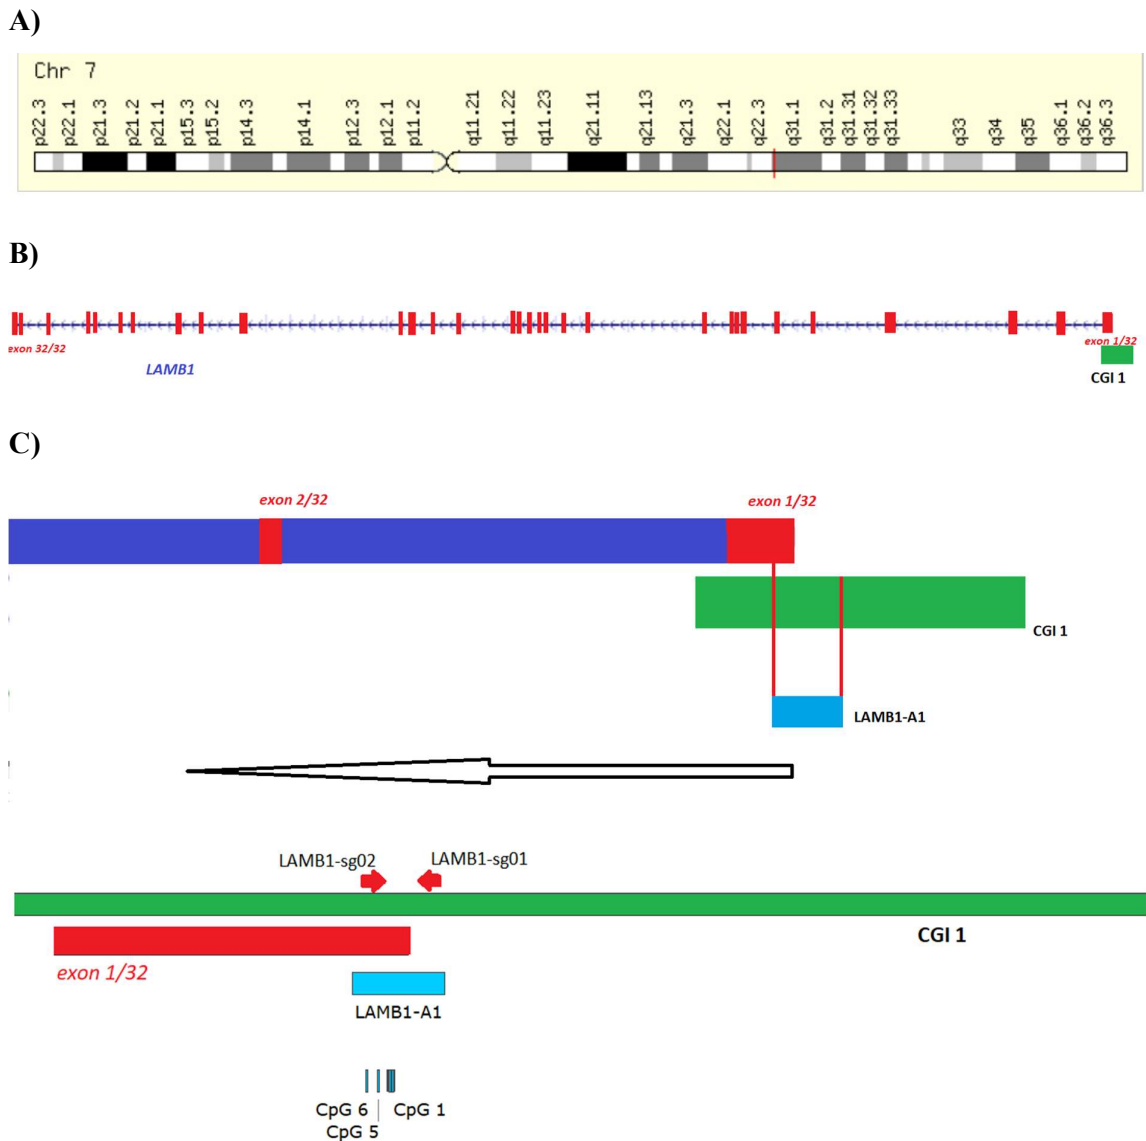 A)
Chr 7
p22.3 p22.1 p21.3 p21.2 p21.1 p15.3 p15.2 p14.3 p14.1 p12.3 p12.1 p11.2 q11.21 q11.22 q11.23 q21.11 q21.13 q21.3 q22.1 q22.3 q31.1 q31.2 q31.31 q31.32 q31.33 q33 q34 q35 q36.1 q36.2 q36.3
B)
exon 32/32
LAMB1
exon 1/32
CGI 1
C)
exon 2/32
exon 1/32
CGI 1
LAMB1-A1
LAMB1-sg02
LAMB1-sg01
CGI 1
exon 1/32
LAMB1-A1
CpG 6
CpG 1
CpG 5